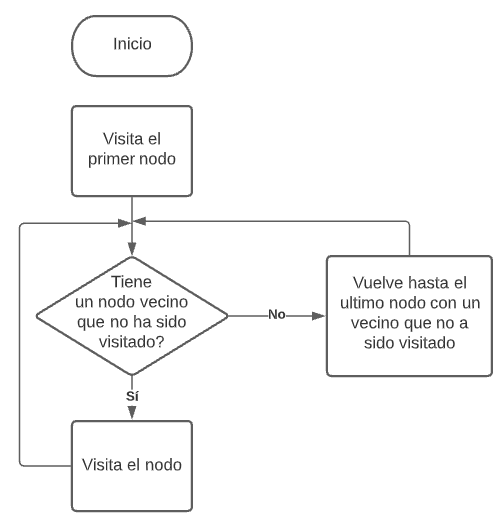 Inicio
Visita el
primer nodo
Tiene
un nodo vecino
que no ha sido
visitado?
No
Vuelve hasta el
ultimo nodo con un
vecino que no a
sido visitado
Sí
Visita el nodo